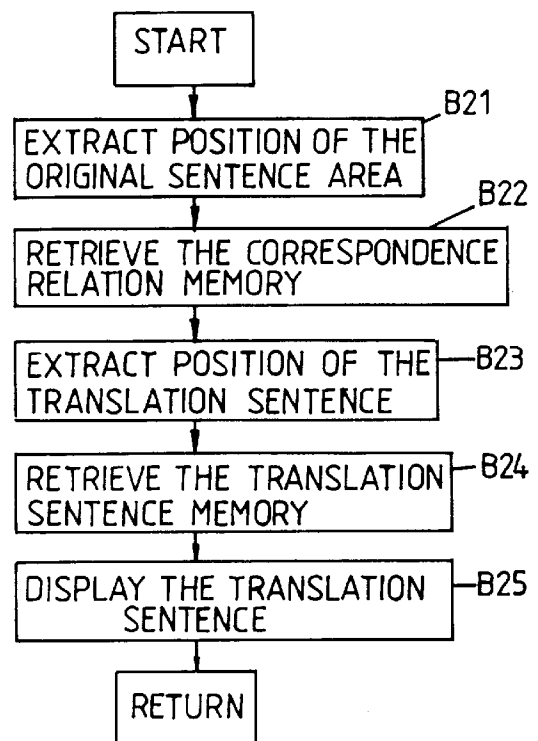 START
B21
EXTRACT POSITION OF THE
ORIGINAL SENTENCE AREA
B22
RETRIEVE THE CORRESPONDENCE
RELATION MEMORY
EXTRACT POSITION OF THE
TRANSLATION SENTENCE
B23
RETRIEVE THE TRANSLATION
SENTENCE MEMORY
B24
DISPLAY THE TRANSLATION
SENTENCE
B25
RETURN